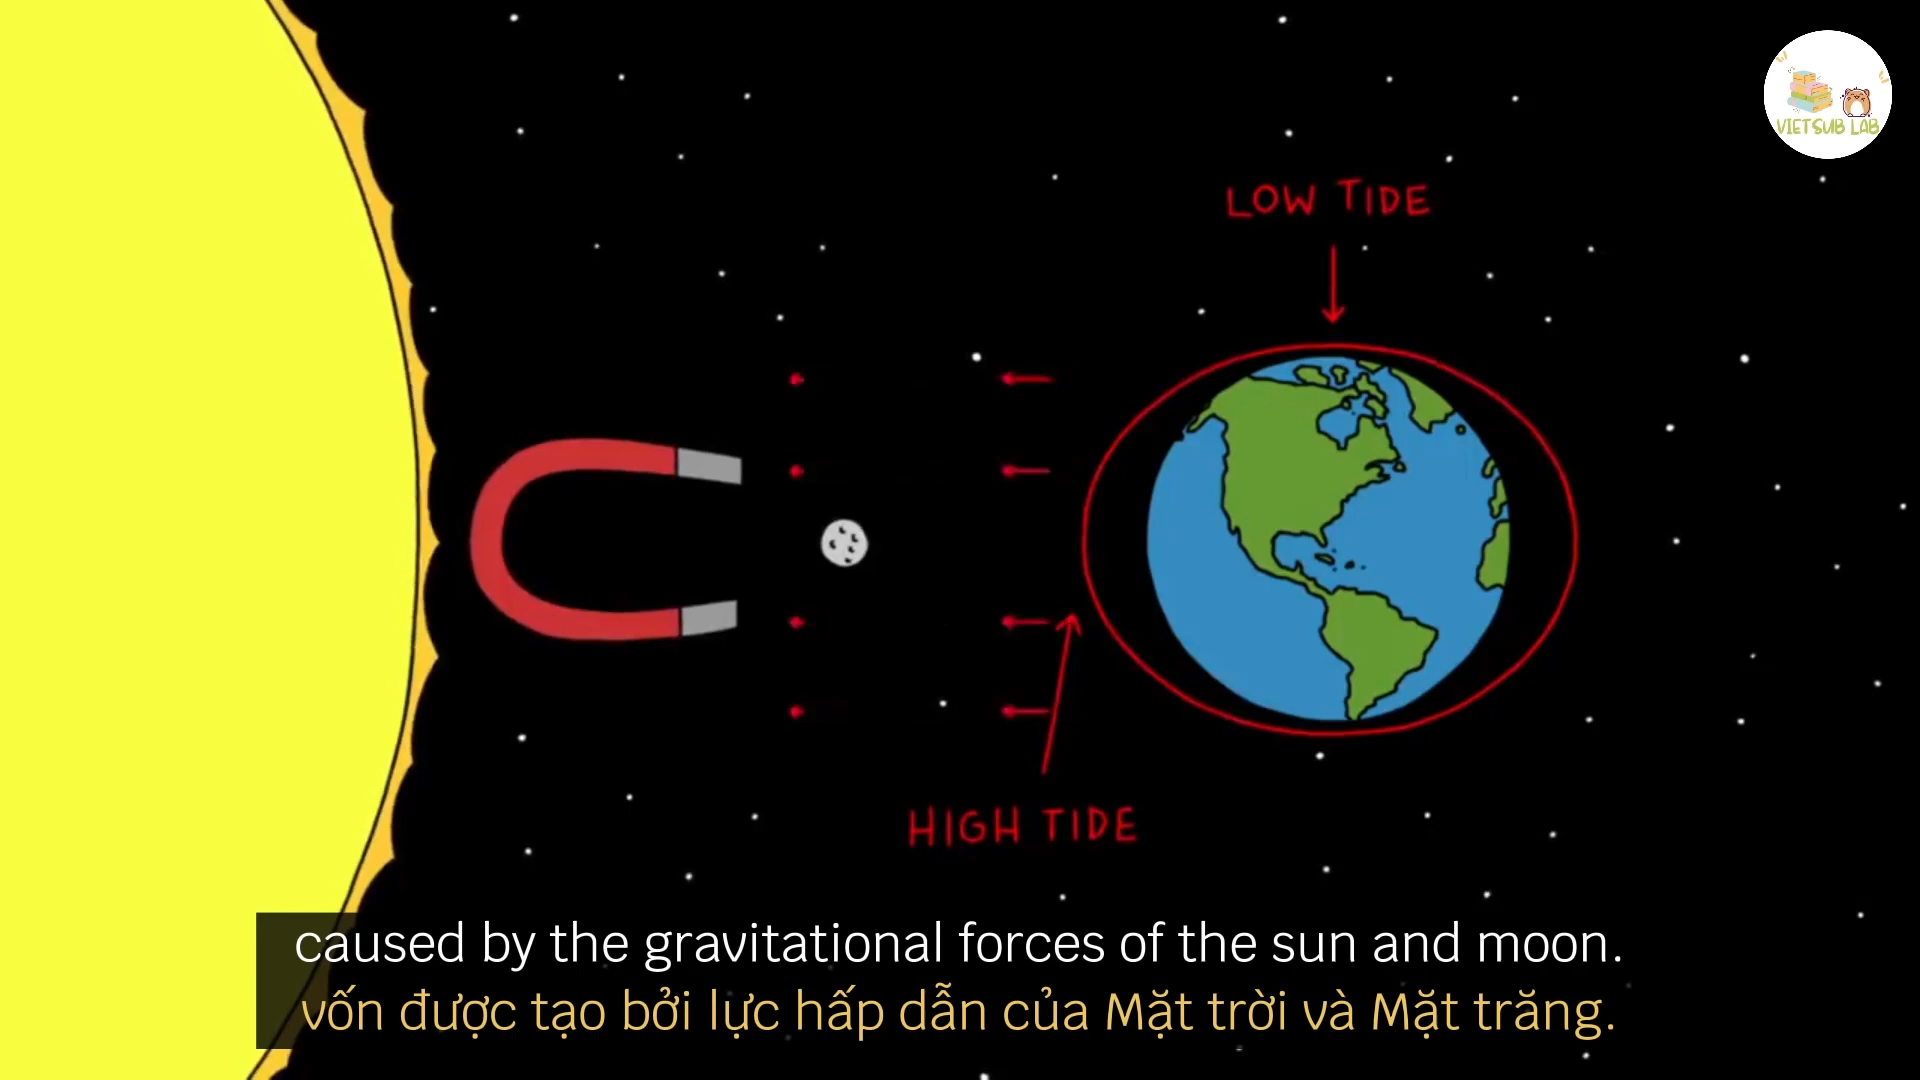 VIETSUB LAB
LOW TIDE
HIGH TIDE
caused by the gravitational forces of the sun and moon.
vốn được tạo bởi lực hấp dẫn của Mặt trời và Mặt trăng.